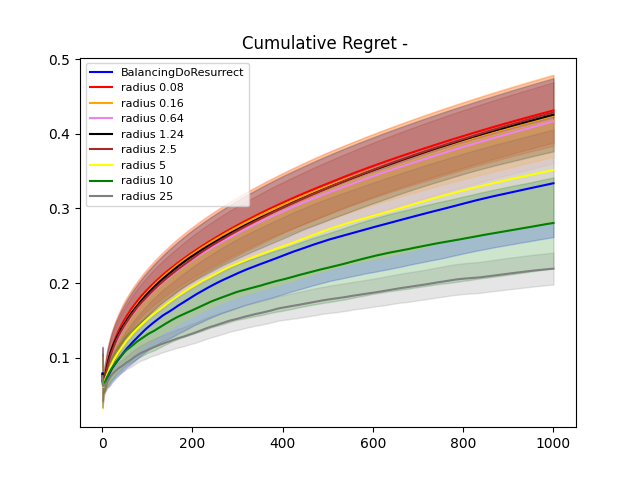 Cumulative Regret -
0.5
0.4
0.3
0.2
0.1
BalancingDoResurrect
radius 0.08
radius 0.16
radius 0.64
radius 1.24
radius 2.5
radius 5
radius 10
radius 25
0
200
400
600
800
1000